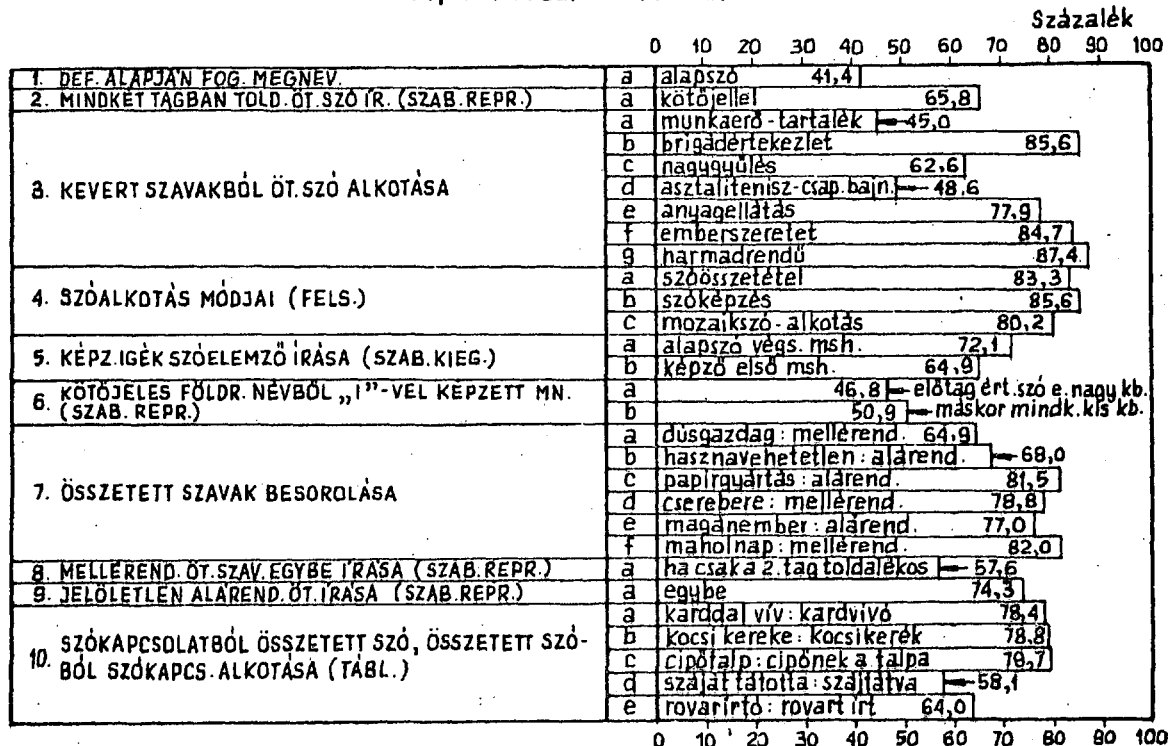 Százalék
0 10 20 30 40 50 60 70 80 90 100
1. DEF. ALAPJÁN FOG. MEGNEV. a alapszó 41,4
2. MINDKÉT TAGBAN TOLD. ÖT. SZÓ ÍR. (SZAB. REPR.) a kötőjellel 65,8
3. KEVERT SZAVAKBÓL ÖT. SZÓ ALKOTÁSA
a munkaerő-tartalék 45,0
b brigádértekezlet 85,6
c nagygyűlés 62,6
d asztalitenisz-csap.bajn. 48.6
e anyagellátás 77,9
f emberszeretet 84,7
g harmadrendű 87,4
4. SZÓALKOTÁS MÓDJAI (FELS.)
a szóösszetétel 83,3
b szóképzés 85,6
c mozaikszó-alkotás 80,2
5. KÉPZ. IGÉK SZÓELEMZŐ ÍRÁSA (SZAB. KIEG.)
a alapszó végs. msh. 72,1
b képző első msh. 64,9
6. KÖTŐJELES FÖLDR. NÉVBŐL „I”-VEL KÉPZETT MN. (SZAB. REPR.)
a 46,8 előtag ért. szó e. nagy kb.
b 50,9 máskor mindk. kis kb.
7. ÖSSZETETT SZAVAK BESOROLÁSA
a dúsgazdag: mellérend. 64,9
b hasznavehetetlen: alárend. 68,0
c papírgyártás: alárend. 81,5
d cserebere: mellérend. 78,8
e magánember: alárend. 77,0
f maholnap: mellérend. 82,0
8. MELLÉREND. ÖT. SZAV. EGYBE ÍRÁSA (SZAB. REPR.) a ha csak a 2. tag toldalékos 57,6
9. JELÖLETLEN ALÁREND. ÖT. ÍRÁSA (SZAB. REPR.) a egybe 74,3
10. SZÓKAPCSOLATBÓL ÖSSZETETT SZÓ, ÖSSZETETT SZÓ-
BÓL SZÓKAPCS. ALKOTÁSA (TÁBL.)
a karddal vív: kardvívó 78,4
b kocsi kereke: kocsikerék 78.8
c cipőtalp: cipőnek a talpa 79,7
d száját tátotta: szájtátva 58,1
e rovarirtó: rovart irt 64,0
0 10 20 30 40 50 60 70 80 90 100